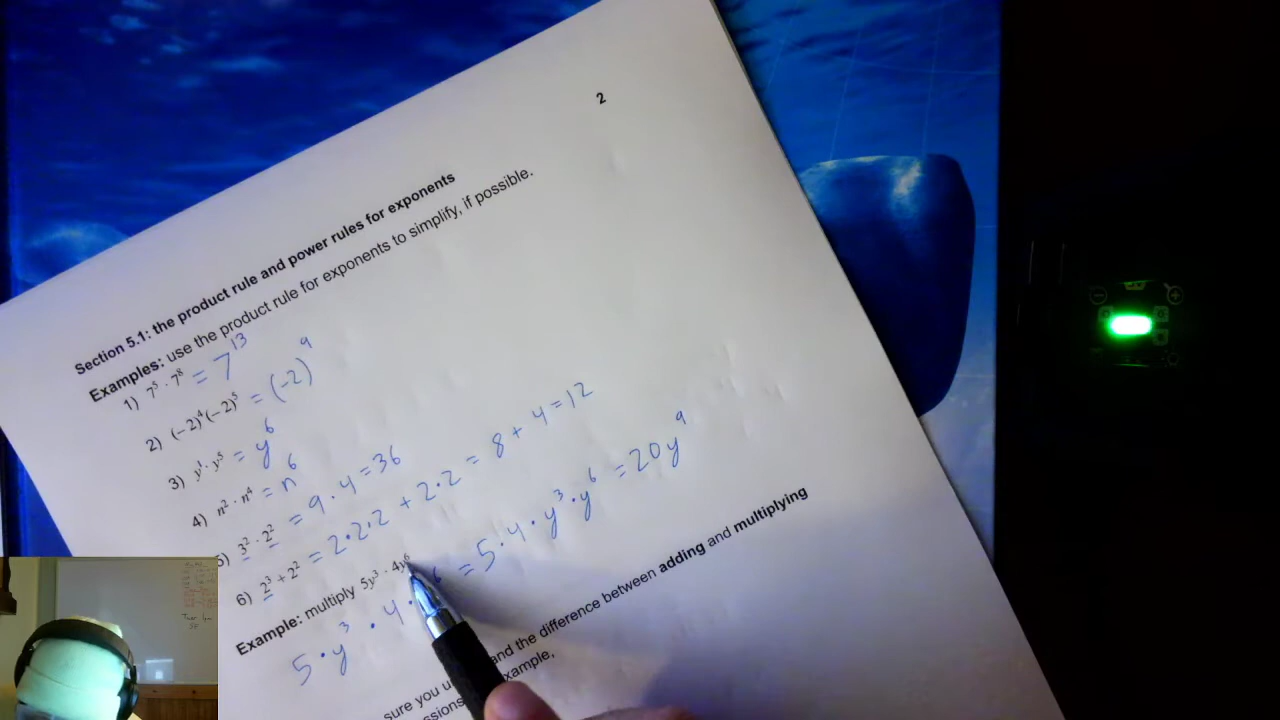 2
Section 5.1: the product rule and power rules for exponents
Examples: use the product rule for exponents to simplify, if possible.
1) 7⁵ · 7⁸ = 7¹³
2) (−2)⁴(−2)⁵ = (-2)⁹
3) y¹ · y⁵ = y⁶
4) n² · n⁴ = n⁶
5) 3² · 2² = 9 · 4 = 36
6) 2³ + 2² = 2·2·2 + 2·2 = 8 + 4 = 12
Example: multiply 5y³ · 4y⁶
5 · y³ · 4 · ⁶ = 5 · 4 · y³ · y⁶ = 20y⁹
sure you u and the difference between adding and multiplying
example,